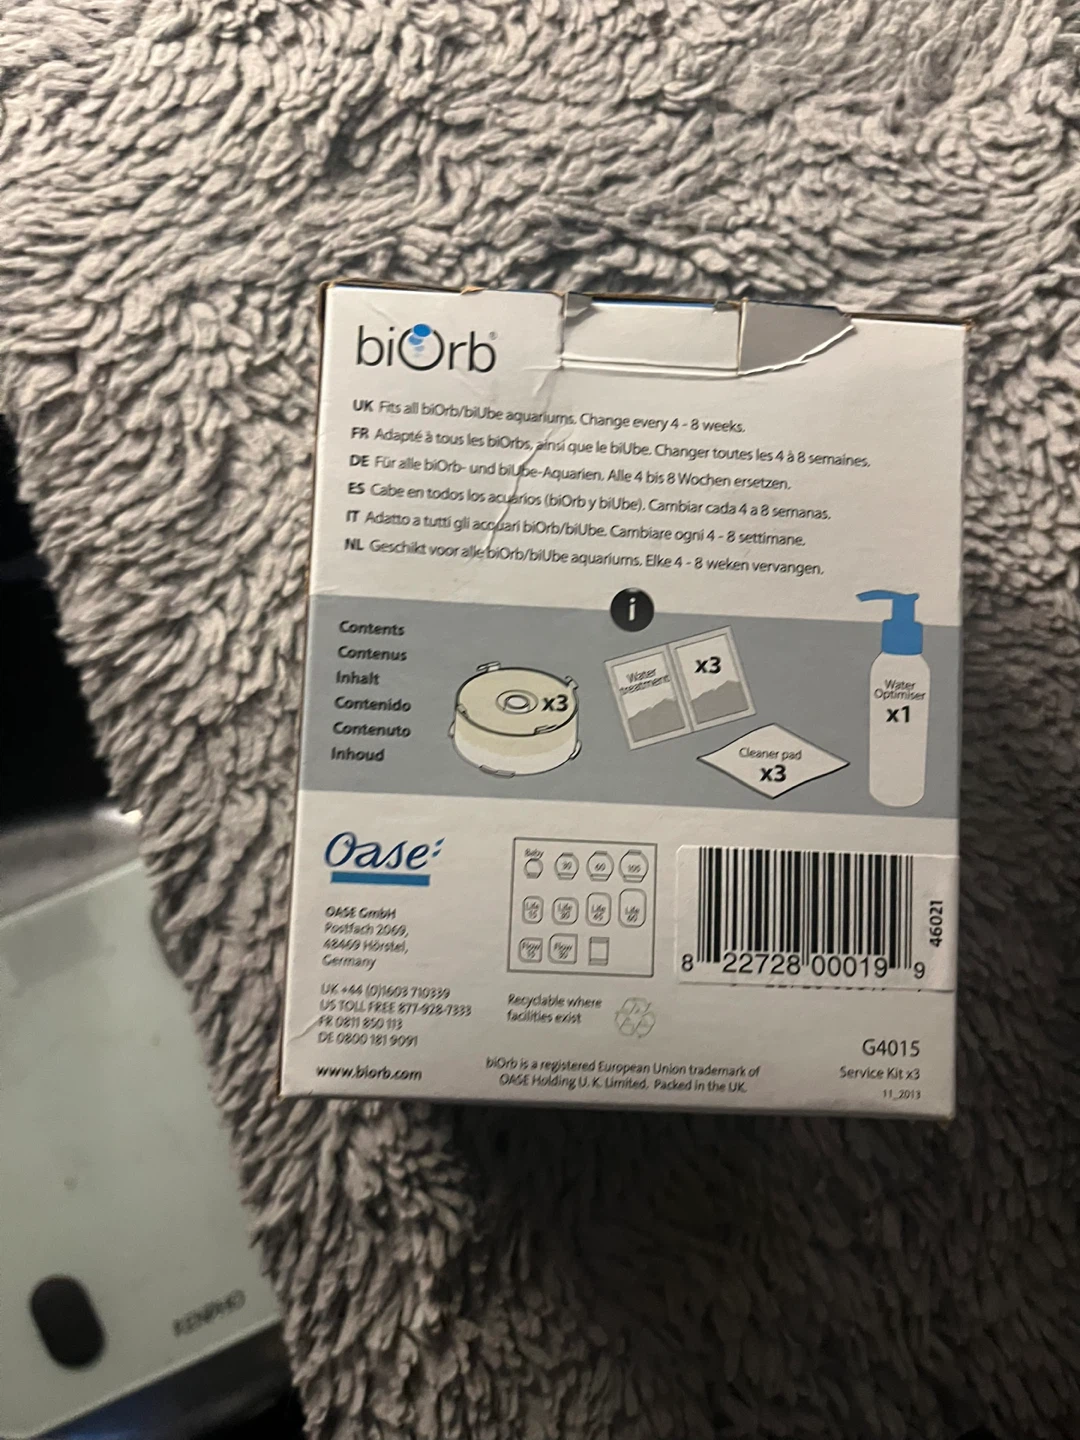 biOrb®
UK Fits all biOrb/biUbe aquariums. Change every 4 - 8 weeks.
FR Adapté à tous les biOrbs, ainsi que le biUbe. Changer toutes les 4 à 8 semaines.
DE Für alle biOrb- und biUbe-Aquarien. Alle 4 bis 8 Wochen ersetzen.
ES Cabe en todos los acuarios (biOrb y biUbe). Cambiar cada 4 a 8 semanas.
IT Adatto a tutti gli acquari biOrb/biUbe. Cambiare ogni 4 - 8 settimane.
NL Geschikt voor alle biOrb/biUbe aquariums. Elke 4 - 8 weken vervangen.
i
Contents
Contenus
Inhalt
Contenido
Contenuto
Inhoud
x3
Water
treatment
x3
Cleaner pad
x3
Water
Optimiser
x1
Oase
OASE GmbH
Postfach 2069,
48469 Hörstel,
Germany
UK +44 (0)1603 710339
US TOLL FREE 877-928-7333
FR 0811 850 113
DE 0800 181 9091
www.biorb.com
Baby
30 60 105
Life 15 Life 30 Life 45 Life 60
Flow 15 Flow 30
Recyclable where
facilities exist
biOrb is a registered European Union trademark of
OASE Holding U. K. Limited. Packed in the UK.
8 22728 00019 9
46021
G4015
Service Kit x3
11_2013
RENPHO